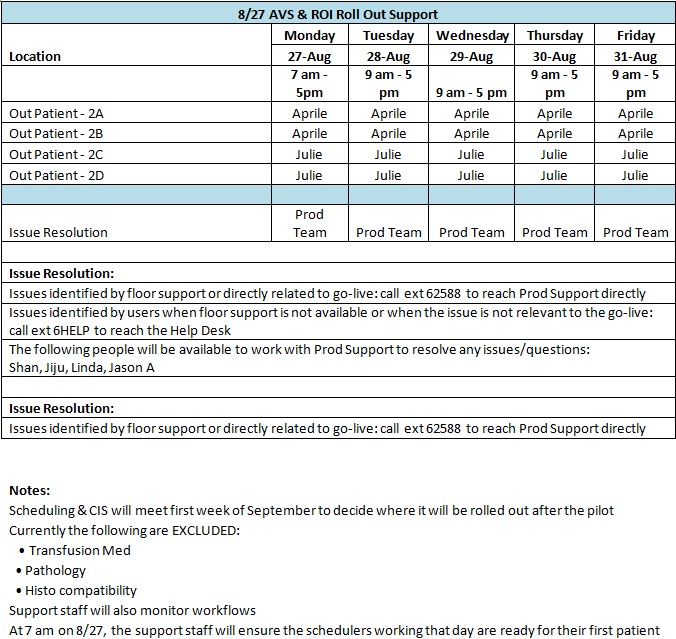 8/27 AVS & ROI Roll Out Support
Location
Monday Tuesday Wednesday Thursday Friday
27-Aug 28-Aug 29-Aug 30-Aug 31-Aug
7 am - 5pm 9 am - 5 pm 9 am - 5 pm 9 am - 5 pm 9 am - 5 pm
Out Patient - 2A Aprile Aprile Aprile Aprile Aprile
Out Patient - 2B Aprile Aprile Aprile Aprile Aprile
Out Patient - 2C Julie Julie Julie Julie Julie
Out Patient - 2D Julie Julie Julie Julie Julie
Issue Resolution Prod Team Prod Team Prod Team Prod Team Prod Team
Issue Resolution:
Issues identified by floor support or directly related to go-live: call ext 62588 to reach Prod Support directly
Issues identified by users when floor support is not available or when the issue is not relevant to the go-live:
call ext 6HELP to reach the Help Desk
The following people will be available to work with Prod Support to resolve any issues/questions:
Shan, Jiju, Linda, Jason A
Issue Resolution:
Issues identified by floor support or directly related to go-live: call ext 62588 to reach Prod Support directly
Notes:
Scheduling & CIS will meet first week of September to decide where it will be rolled out after the pilot
Currently the following are EXCLUDED:
• Transfusion Med
• Pathology
• Histo compatibility
Support staff will also monitor workflows
At 7 am on 8/27, the support staff will ensure the schedulers working that day are ready for their first patient